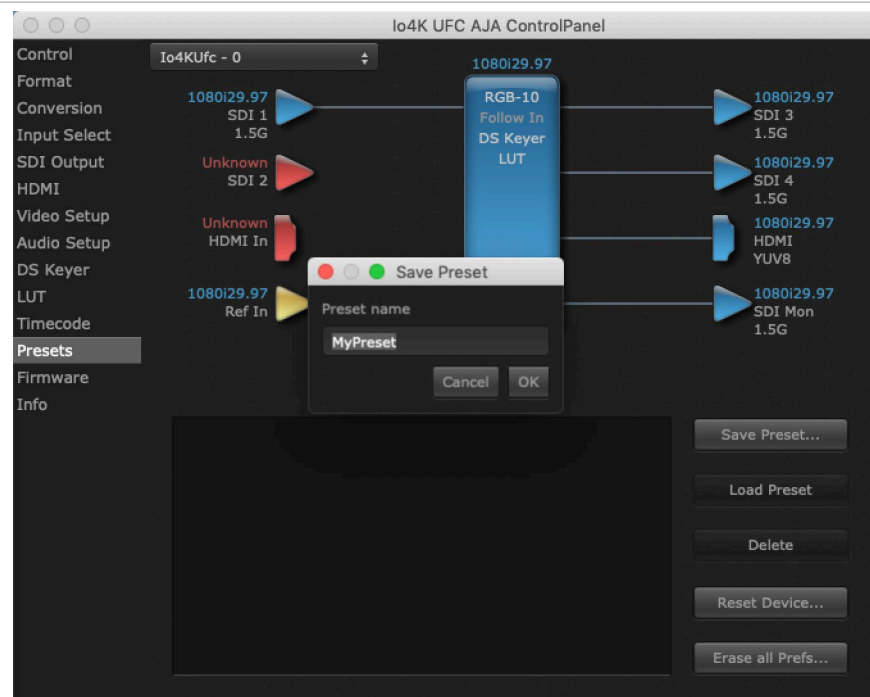 Io4K UFC AJA ControlPanel
Control
Format
Conversion
Input Select
SDI Output
HDMI
Video Setup
Audio Setup
DS Keyer
LUT
Timecode
Presets
Firmware
Info
Io4KUfc - 0
1080i29.97
RGB-10
Follow In
DS Keyer
LUT
1080i29.97
SDI 1
1.5G
Unknown
SDI 2
Unknown
HDMI In
1080i29.97
Ref In
1080i29.97
SDI 3
1.5G
1080i29.97
SDI 4
1.5G
1080i29.97
HDMI
YUV8
1080i29.97
SDI Mon
1.5G
Save Preset
Preset name
MyPreset
Cancel
OK
Save Preset...
Load Preset
Delete
Reset Device...
Erase all Prefs...